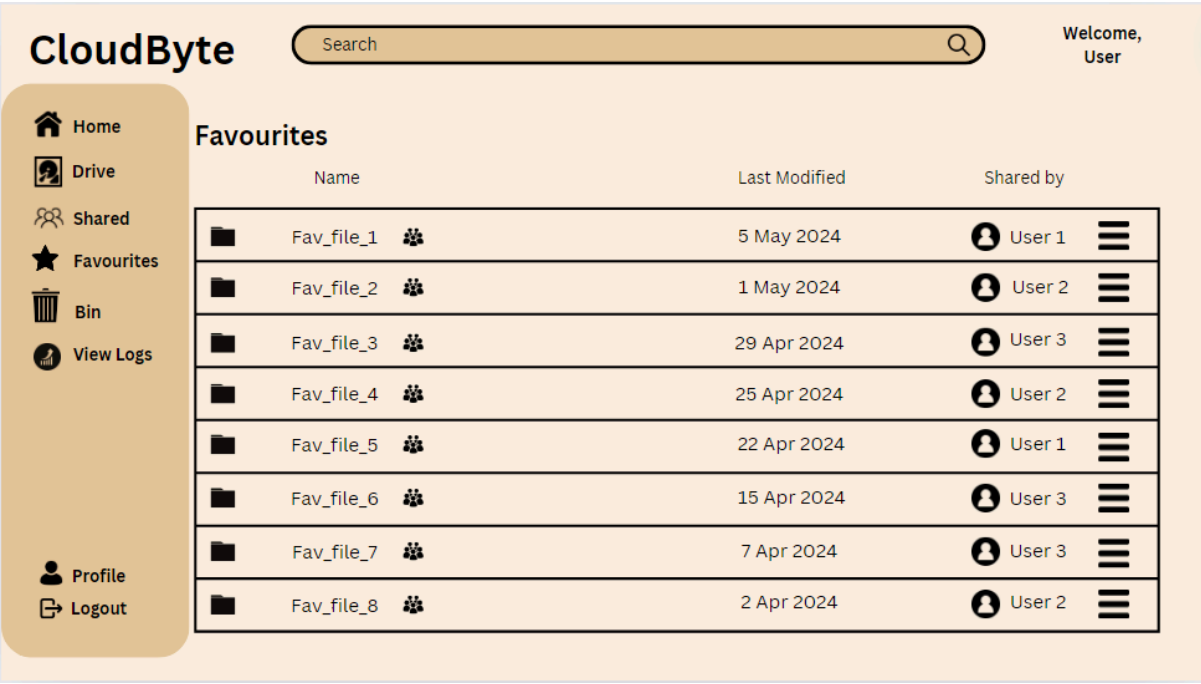 CloudByte
Search
Welcome,
User
Home
Drive
Shared
Favourites
Bin
View Logs
Profile
Logout
Favourites
Name Last Modified Shared by
Fav_file_1 5 May 2024 User 1
Fav_file_2 1 May 2024 User 2
Fav_file_3 29 Apr 2024 User 3
Fav_file_4 25 Apr 2024 User 2
Fav_file_5 22 Apr 2024 User 1
Fav_file_6 15 Apr 2024 User 3
Fav_file_7 7 Apr 2024 User 3
Fav_file_8 2 Apr 2024 User 2